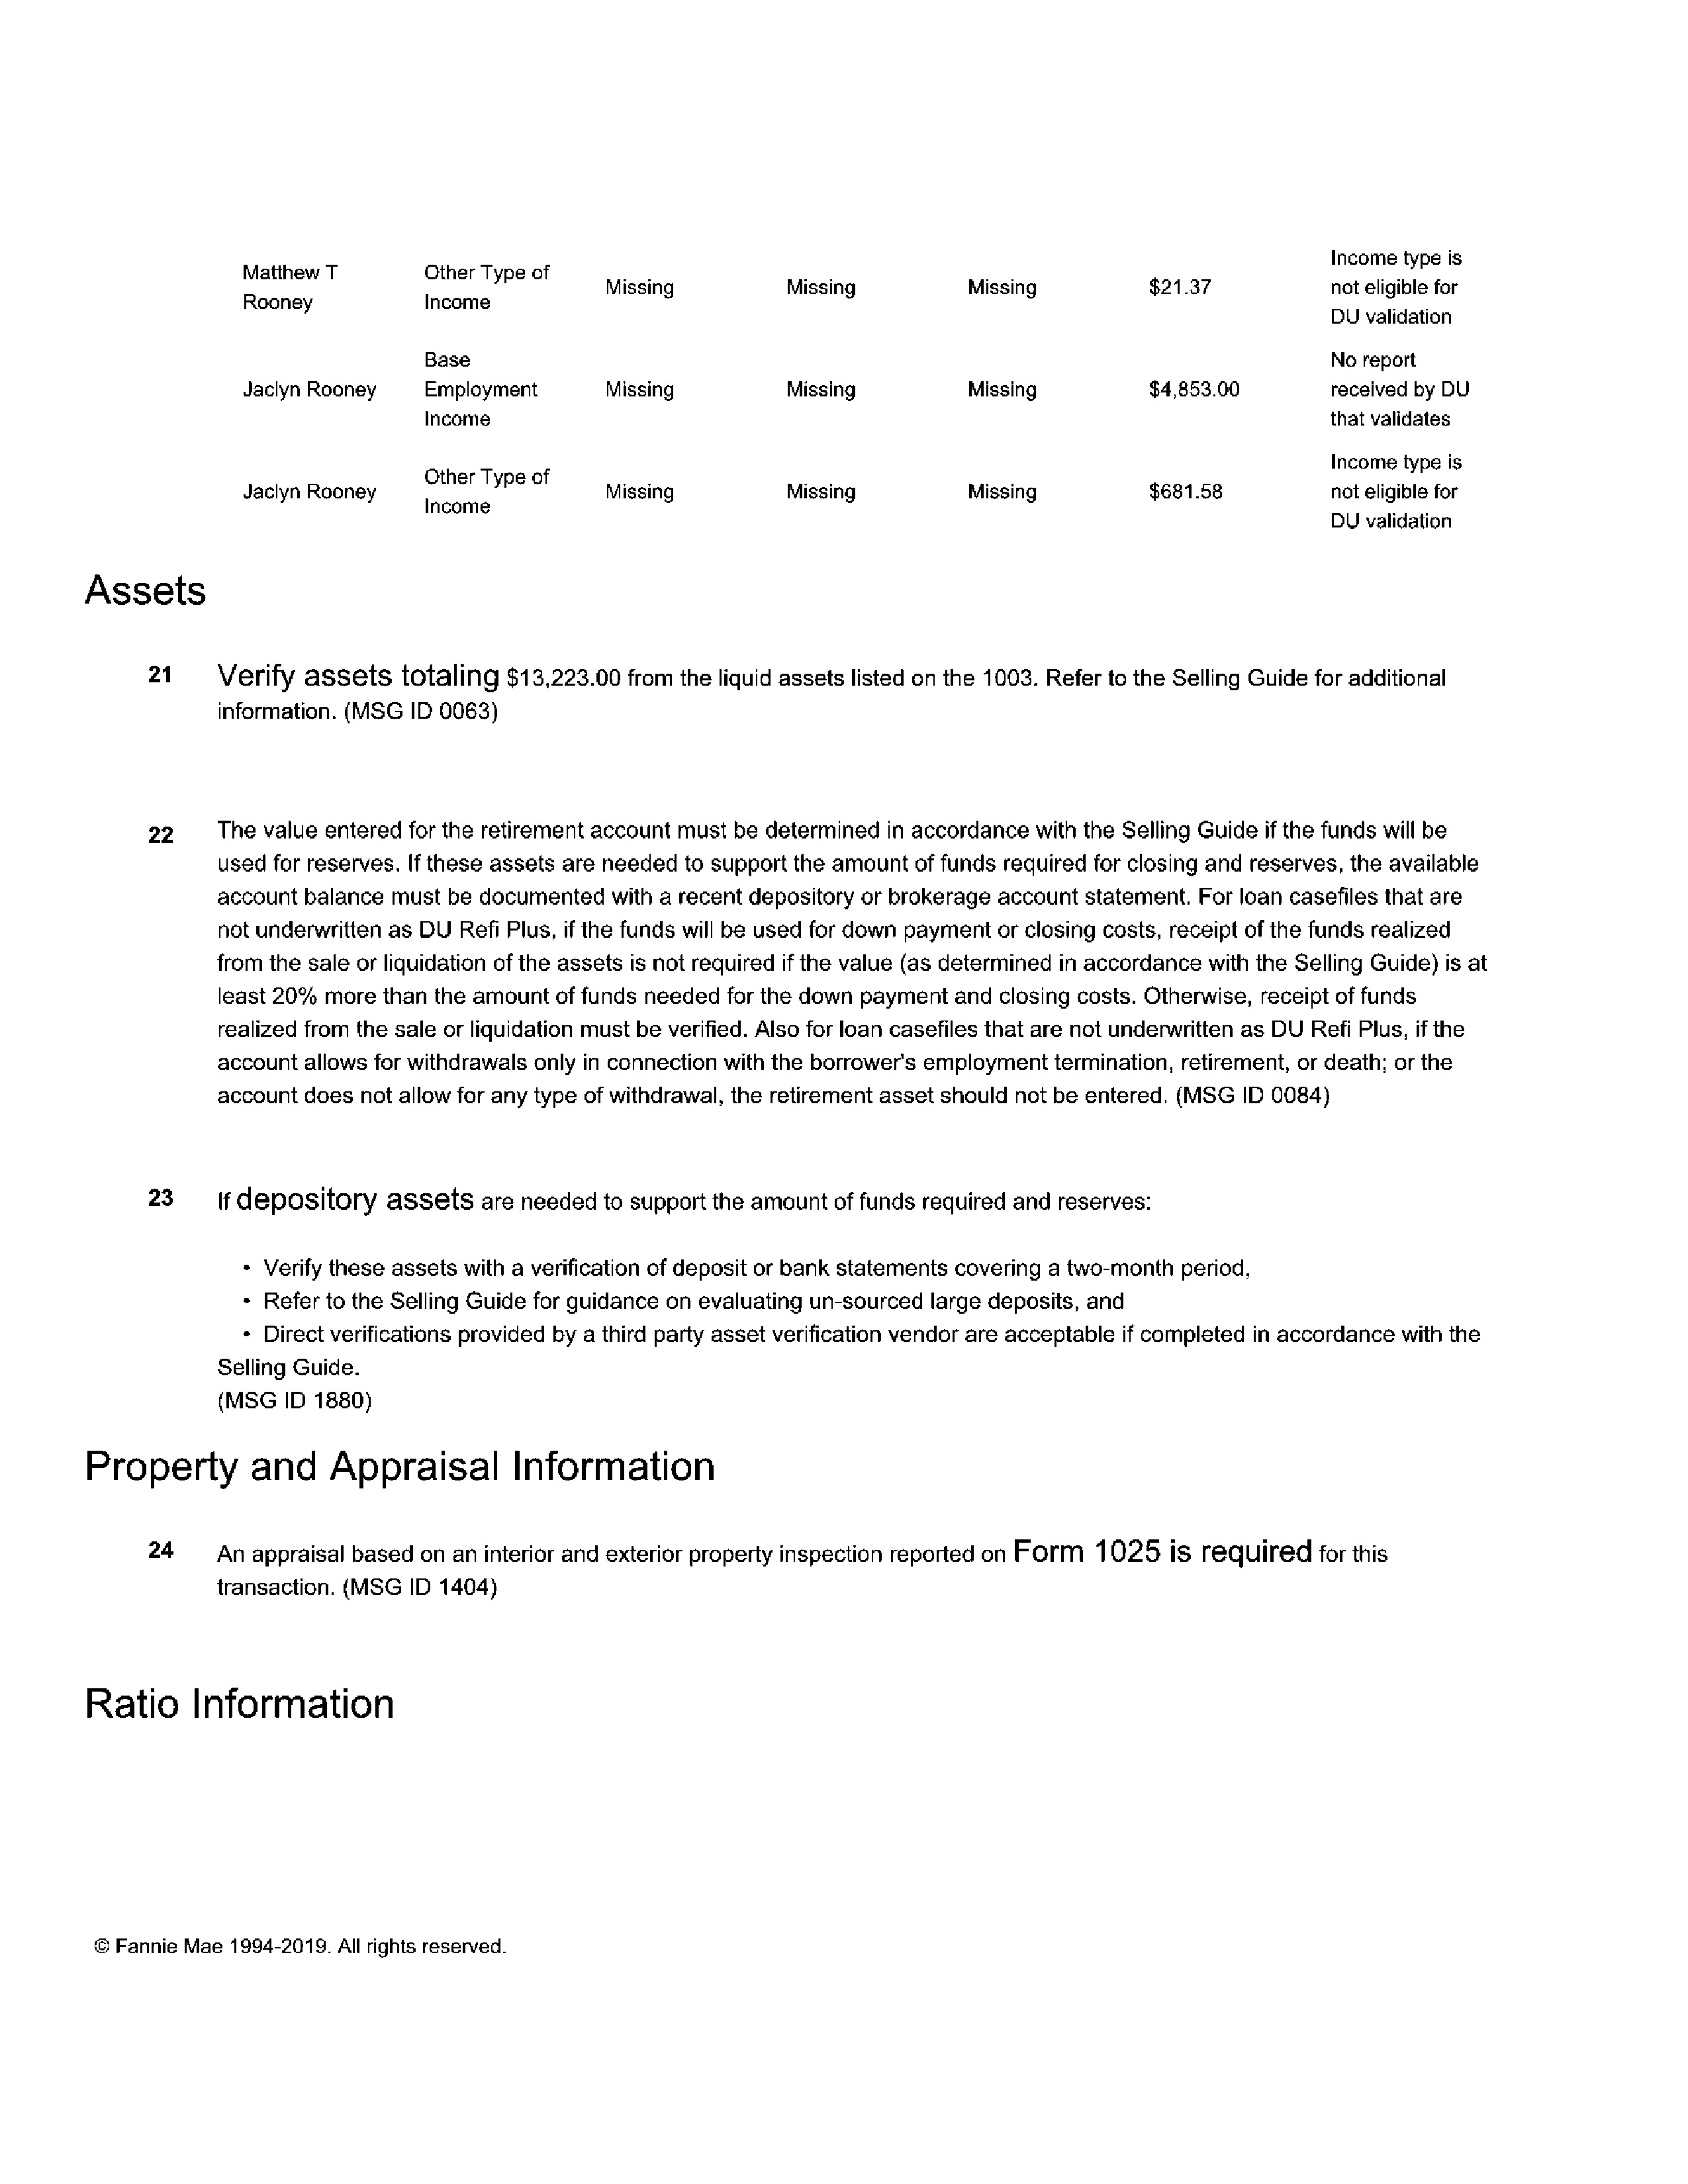 Matthew T Rooney Other Type of Income Missing Missing Missing $21.37 Income type is not eligible for DU validation
Jaclyn Rooney Base Employment Income Missing Missing Missing $4,853.00 No report received by DU that validates
Jaclyn Rooney Other Type of Income Missing Missing Missing $681.58 Income type is not eligible for DU validation
Assets
21 Verify assets totaling $13,223.00 from the liquid assets listed on the 1003. Refer to the Selling Guide for additional
information. (MSG ID 0063)
22 The value entered for the retirement account must be determined in accordance with the Selling Guide if the funds will be
used for reserves. If these assets are needed to support the amount of funds required for closing and reserves, the available
account balance must be documented with a recent depository or brokerage account statement. For loan casefiles that are
not underwritten as DU Refi Plus, if the funds will be used for down payment or closing costs, receipt of the funds realized
from the sale or liquidation of the assets is not required if the value (as determined in accordance with the Selling Guide) is at
least 20% more than the amount of funds needed for the down payment and closing costs. Otherwise, receipt of funds
realized from the sale or liquidation must be verified. Also for loan casefiles that are not underwritten as DU Refi Plus, if the
account allows for withdrawals only in connection with the borrower's employment termination, retirement, or death; or the
account does not allow for any type of withdrawal, the retirement asset should not be entered. (MSG ID 0084)
23 If depository assets are needed to support the amount of funds required and reserves:
• Verify these assets with a verification of deposit or bank statements covering a two-month period,
• Refer to the Selling Guide for guidance on evaluating un-sourced large deposits, and
• Direct verifications provided by a third party asset verification vendor are acceptable if completed in accordance with the
Selling Guide.
(MSG ID 1880)
Property and Appraisal Information
24 An appraisal based on an interior and exterior property inspection reported on Form 1025 is required for this
transaction. (MSG ID 1404)
Ratio Information
© Fannie Mae 1994-2019. All rights reserved.